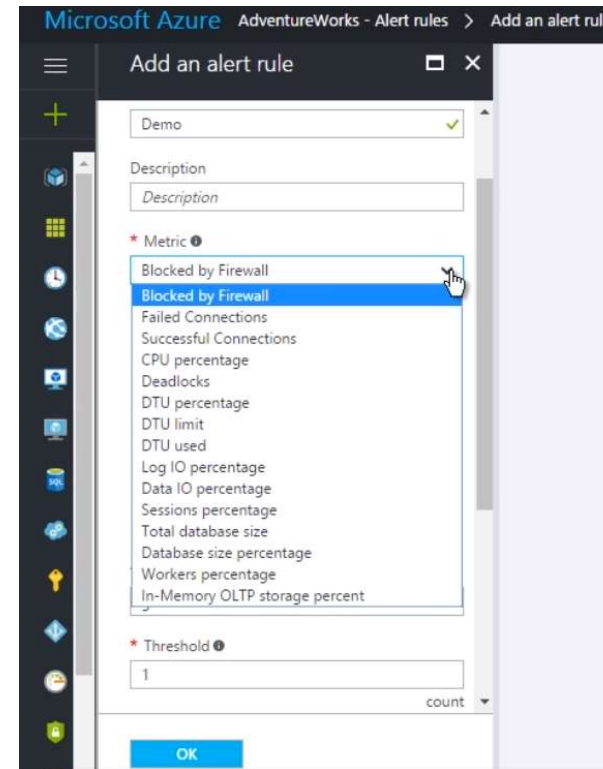 Microsoft Azure AdventureWorks - Alert rules > Add an alert rul
Add an alert rule
Demo
Description
Description
* Metric
Blocked by Firewall
Blocked by Firewall
Failed Connections
Successful Connections
CPU percentage
Deadlocks
DTU percentage
DTU limit
DTU used
Log IO percentage
Data IO percentage
Sessions percentage
Total database size
Database size percentage
Workers percentage
In-Memory OLTP storage percent
* Threshold
1
count
OK
SQL